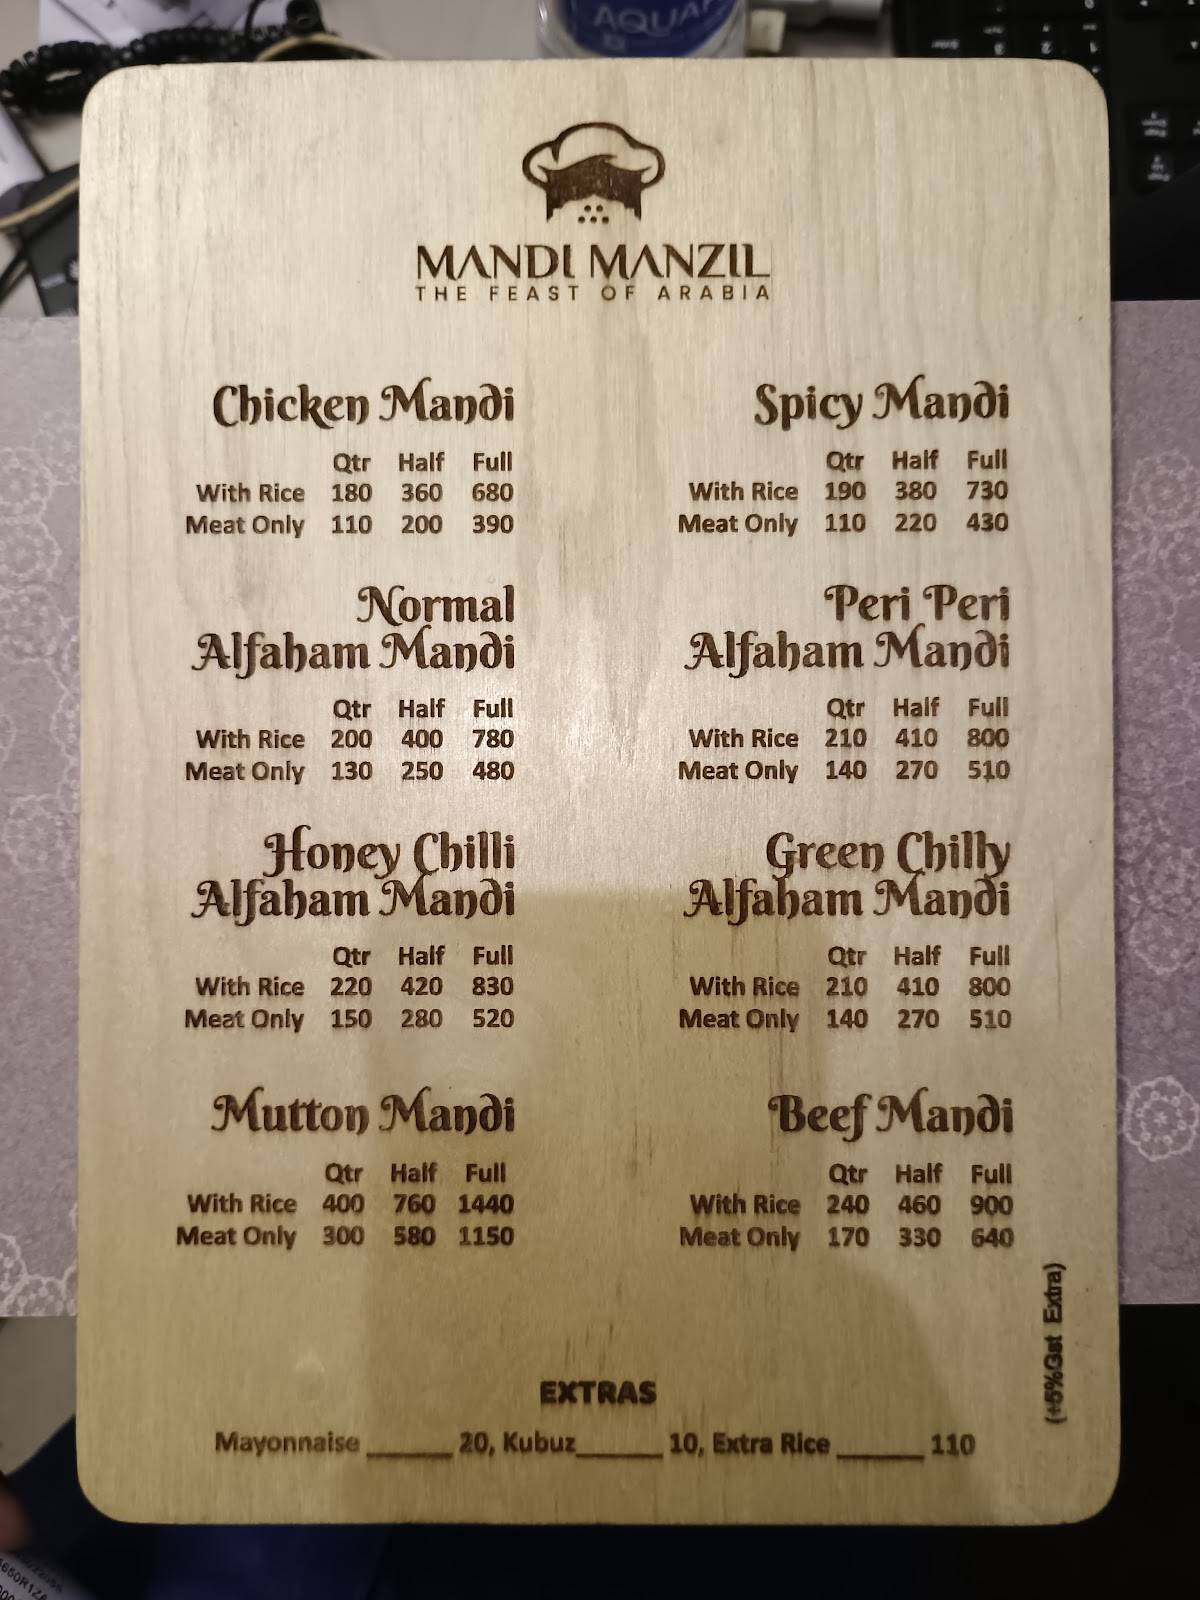 AQUAF
MANDI MANZIL
THE FEAST OF ARABIA
Chicken Mandi
Qtr Half Full
With Rice 180 360 680
Meat Only 110 200 390
Spicy Mandi
Qtr Half Full
With Rice 190 380 730
Meat Only 110 220 430
Normal
Alfaham Mandi
Qtr Half Full
With Rice 200 400 780
Meat Only 130 250 480
Peri Peri
Alfaham Mandi
Qtr Half Full
With Rice 210 410 800
Meat Only 140 270 510
Honey Chilli
Alfaham Mandi
Qtr Half Full
With Rice 220 420 830
Meat Only 150 280 520
Green Chilly
Alfaham Mandi
Qtr Half Full
With Rice 210 410 800
Meat Only 140 270 510
Mutton Mandi
Qtr Half Full
With Rice 400 760 1440
Meat Only 300 580 1150
Beef Mandi
Qtr Half Full
With Rice 240 460 900
Meat Only 170 330 640
(+5%Gst Extra)
EXTRAS
Mayonnaise ______ 20, Kubuz______ 10, Extra Rice ______ 110